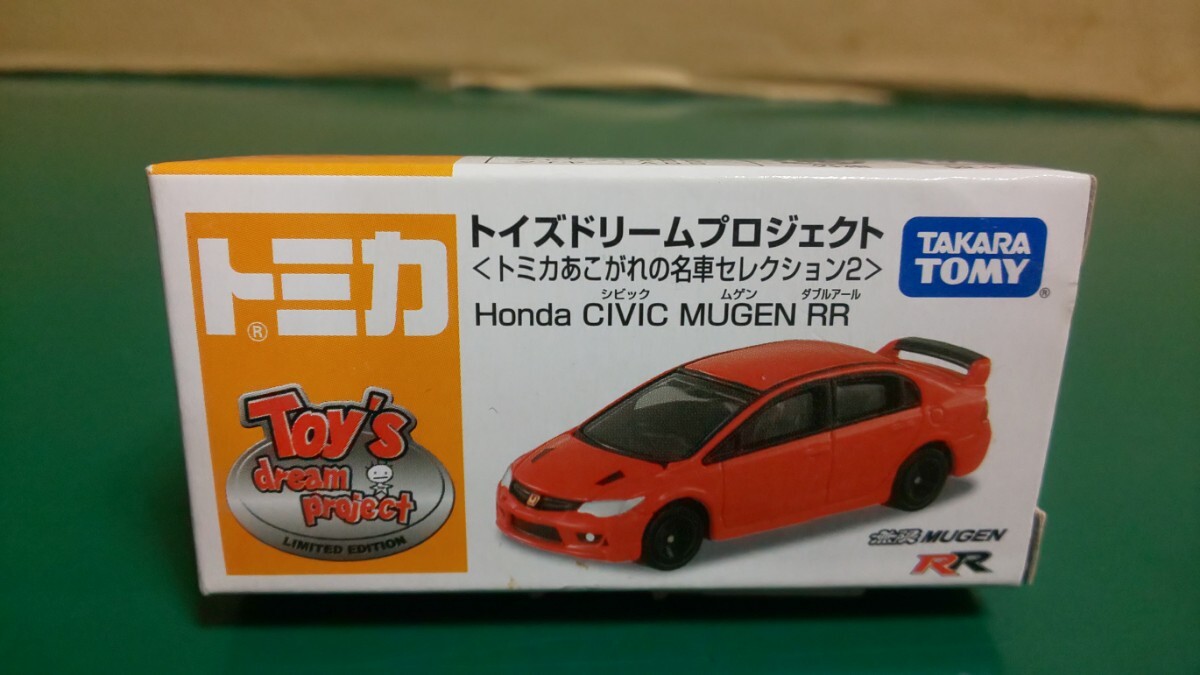 トミカ
®
Toy's
dream
project
LIMITED EDITION
トイズドリームプロジェクト
<トミカあこがれの名車セレクション2>
シビック ムゲン ダブルアール
Honda CIVIC MUGEN RR
TAKARA
TOMY
®
無限 MUGEN
RR